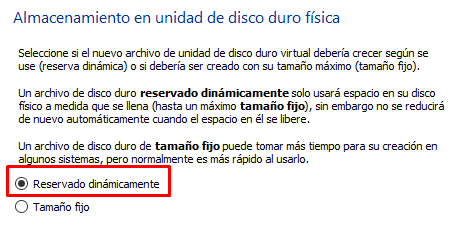 Almacenamiento en unidad de disco duro física
Seleccione si el nuevo archivo de unidad de disco duro virtual debería crecer según se
use (reserva dinámica) o si debería ser creado con su tamaño máximo (tamaño fijo).
Un archivo de disco duro reservado dinámicamente solo usará espacio en su disco
físico a medida que se llena (hasta un máximo tamaño fijo), sin embargo no se reducirá
de nuevo automáticamente cuando el espacio en él se libere.
Un archivo de disco duro de tamaño fijo puede tomar más tiempo para su creación en
algunos sistemas, pero normalmente es más rápido al usarlo.
Reservado dinámicamente
Tamaño fijo